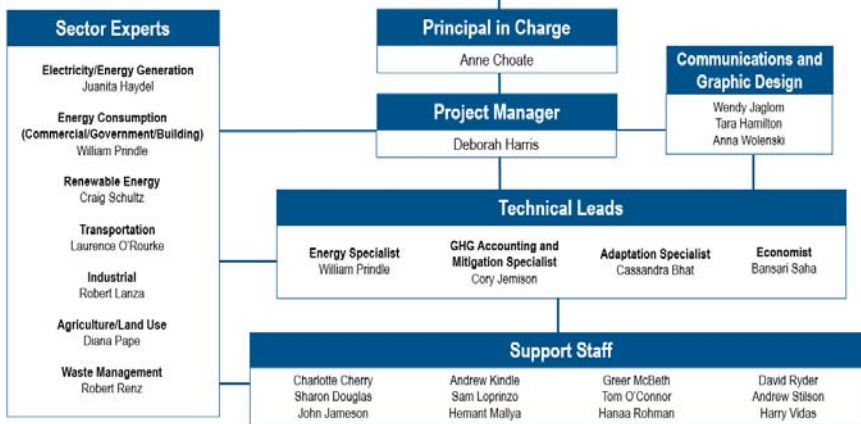 Sector Experts
Electricity/Energy Generation
Juanita Haydel
Energy Consumption
(Commercial/Government/Building)
William Prindle
Renewable Energy
Craig Schultz
Transportation
Laurence O'Rourke
Industrial
Robert Lanza
Agriculture/Land Use
Diana Pape
Waste Management
Robert Renz
Principal in Charge
Anne Choate
Project Manager
Deborah Harris
Communications and
Graphic Design
Wendy Jaglom
Tara Hamilton
Anna Wolenski
Technical Leads
Energy Specialist
William Prindle
GHG Accounting and
Mitigation Specialist
Cory Jemison
Adaptation Specialist
Cassandra Bhat
Economist
Bansari Saha
Support Staff
Charlotte Cherry
Sharon Douglas
John Jameson
Andrew Kindle
Sam Loprinzo
Hemant Mallya
Greer McBeth
Tom O'Connor
Hanaa Rohman
David Ryder
Andrew Stilson
Harry Vidas